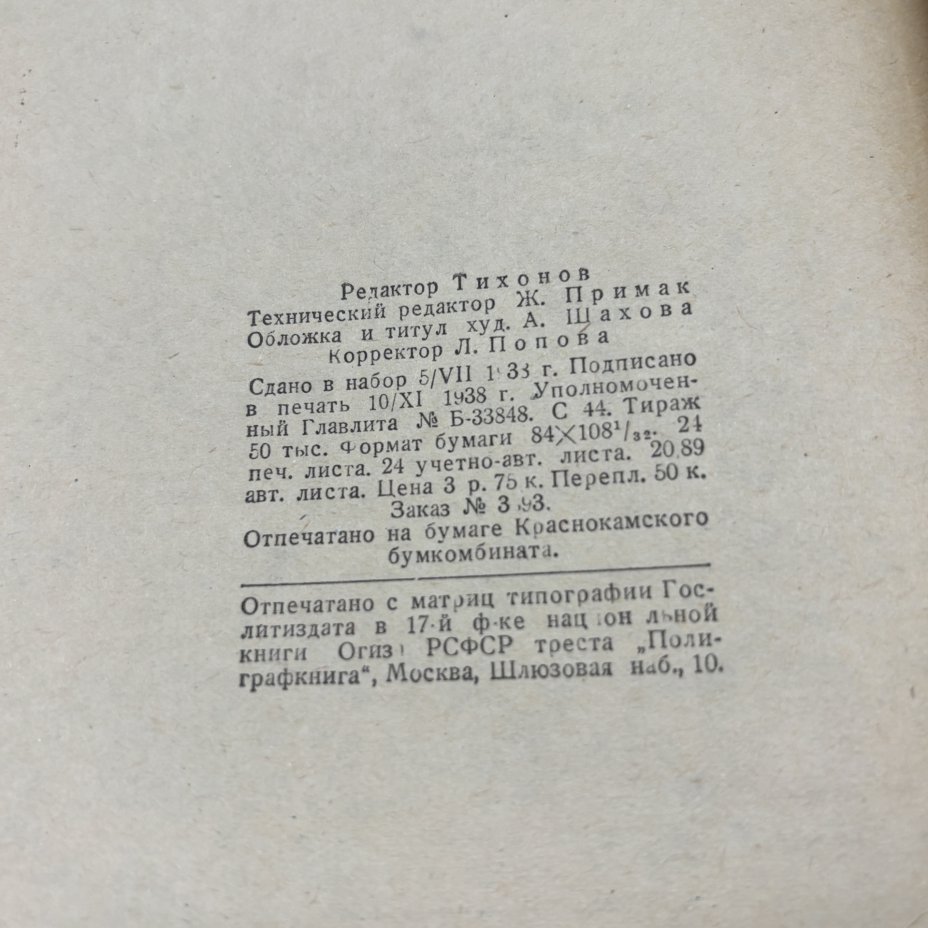 Редактор Тихонов
Технический редактор Ж. Примак
Обложка и титул худ. А. Шахова
Корректор Л. Попова
Сдано в набор 5/VII 1938 г. Подписано
в печать 10/XI 1938 г. Уполномочен-
ный Главлита № Б-33848. С 44. Тираж
50 тыс. Формат бумаги 84×108¹/₃₂. 24
печ. листа. 24 учетно-авт. листа. 20,89
авт. листа. Цена 3 р. 75 к. Перепл. 50 к.
Заказ №
Отпечатано на бумаге Краснокамского
бумкомбината.
Отпечатано с матриц типографии Гос-
литиздата в 17-й ф-ке национальной
книги Огиза РСФСР треста „Поли-
графкнига“, Москва, Шлюзовая наб., 10.